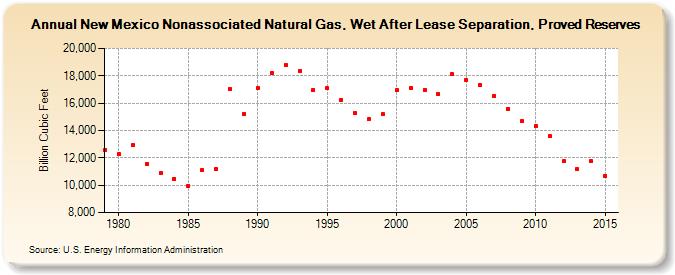 Annual New Mexico Nonassociated Natural Gas, Wet After Lease Separation, Proved Reserves
Billion Cubic Feet
20,000
18,000
16,000
14,000
12,000
10,000
8,000
1980 1985 1990 1995 2000 2005 2010 2015
Source: U.S. Energy Information Administration